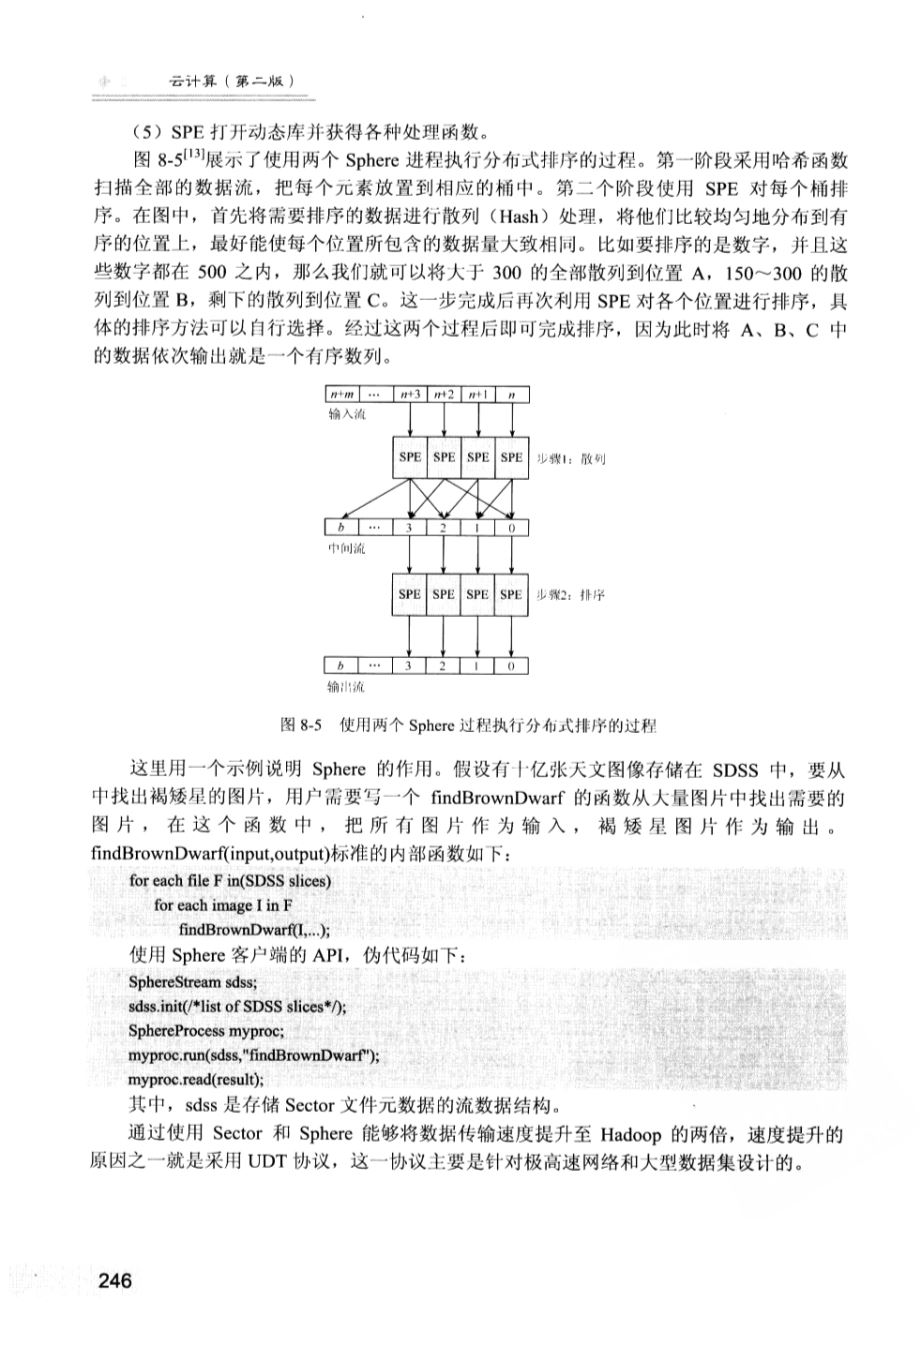 云计算（第二版）
（5）SPE 打开动态库并获得各种处理函数。
图 8-5[13]展示了使用两个 Sphere 进程执行分布式排序的过程。第一阶段采用哈希函数
扫描全部的数据流，把每个元素放置到相应的桶中。第二个阶段使用 SPE 对每个桶排
序。在图中，首先将需要排序的数据进行散列（Hash）处理，将他们比较均匀地分布到有
序的位置上，最好能使每个位置所包含的数据量大致相同。比如要排序的是数字，并且这
些数字都在 500 之内，那么我们就可以将大于 300 的全部散列到位置 A，150～300 的散
列到位置 B，剩下的散列到位置 C。这一步完成后再次利用 SPE 对各个位置进行排序，具
体的排序方法可以自行选择。经过这两个过程后即可完成排序，因为此时将 A、B、C 中
的数据依次输出就是一个有序数列。
n+m … n+3 n+2 n+1 n
输入流
SPE SPE SPE SPE 步骤1：散列
b … 3 2 1 0
中间流
SPE SPE SPE SPE 步骤2：排序
b … 3 2 1 0
输出流
图 8-5 使用两个 Sphere 过程执行分布式排序的过程
这里用一个示例说明 Sphere 的作用。假设有十亿张天文图像存储在 SDSS 中，要从
中找出褐矮星的图片，用户需要写一个 findBrownDwarf 的函数从大量图片中找出需要的
图片，在这个函数中，把所有图片作为输入，褐矮星图片作为输出。
findBrownDwarf(input,output)标准的内部函数如下：
for each file F in(SDSS slices)
for each image I in F
findBrownDwarf(I,...);
使用 Sphere 客户端的 API，伪代码如下：
SphereStream sdss;
sdss.init(/*list of SDSS slices*/);
SphereProcess myproc;
myproc.run(sdss,"findBrownDwarf");
myproc.read(result);
其中，sdss 是存储 Sector 文件元数据的流数据结构。
通过使用 Sector 和 Sphere 能够将数据传输速度提升至 Hadoop 的两倍，速度提升的
原因之一就是采用 UDT 协议，这一协议主要是针对极高速网络和大型数据集设计的。
246